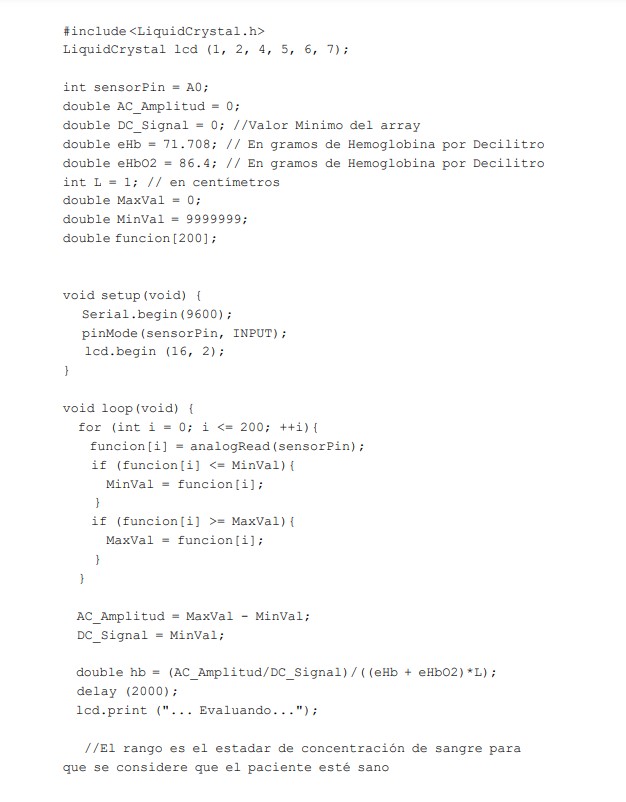 #include<LiquidCrystal.h>
LiquidCrystal lcd (1, 2, 4, 5, 6, 7);
int sensorPin = A0;
double AC_Amplitud = 0;
double DC_Signal = 0; //Valor Minimo del array
double eHb = 71.708; // En gramos de Hemoglobina por Decilitro
double eHbO2 = 86.4; // En gramos de Hemoglobina por Decilitro
int L = 1; // en centímetros
double MaxVal = 0;
double MinVal = 9999999;
double funcion[200];
void setup(void) {
Serial.begin(9600);
pinMode(sensorPin, INPUT);
lcd.begin (16, 2);
}
void loop(void) {
for (int i = 0; i <= 200; ++i){
funcion[i] = analogRead(sensorPin);
if (funcion[i] <= MinVal){
MinVal = funcion[i];
}
if (funcion[i] >= MaxVal){
MaxVal = funcion[i];
}
}
AC_Amplitud = MaxVal - MinVal;
DC_Signal = MinVal;
double hb = (AC_Amplitud/DC_Signal)/((eHb + eHbO2)*L);
delay (2000);
lcd.print ("... Evaluando...");
//El rango es el estadar de concentración de sangre para
que se considere que el paciente esté sano